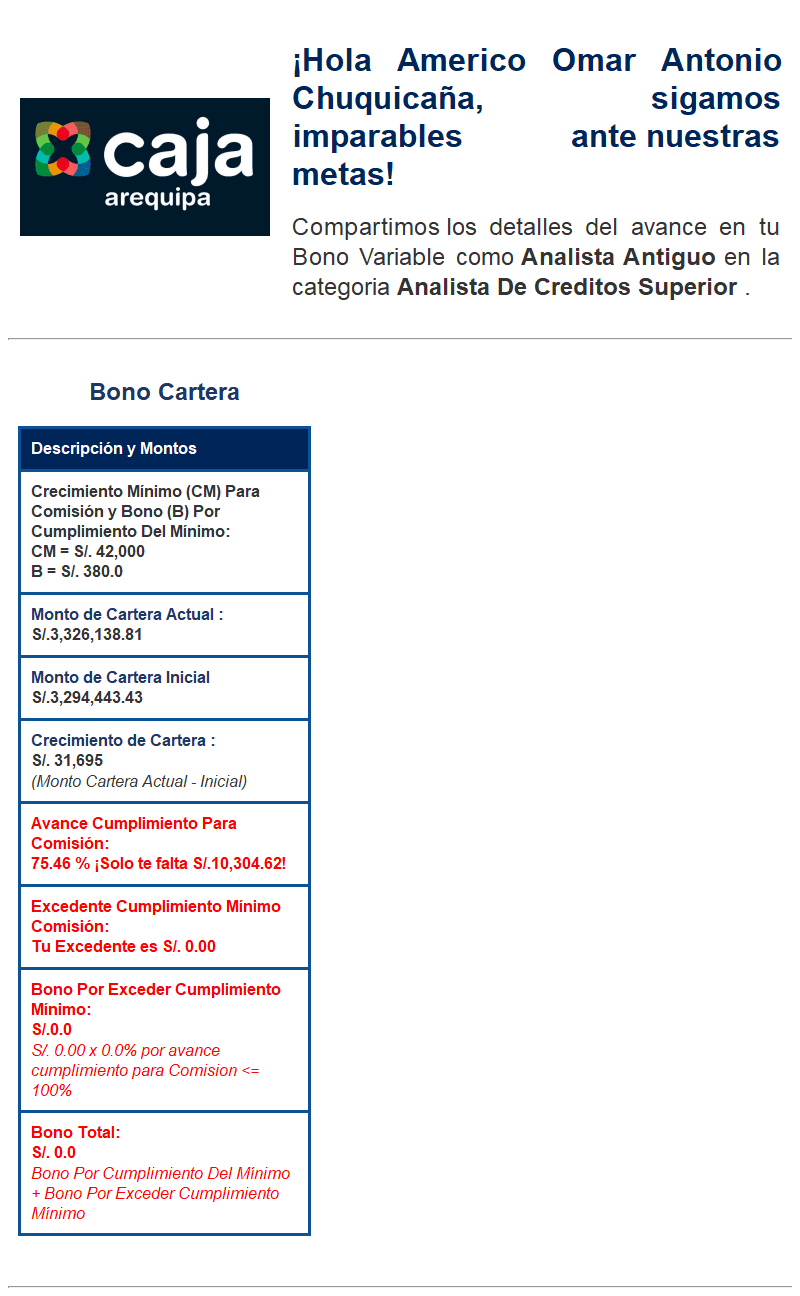 caja
arequipa
¡Hola Americo Omar Antonio
Chuquicaña, sigamos
imparables ante nuestras
metas!
Compartimos los detalles del avance en tu
Bono Variable como Analista Antiguo en la
categoria Analista De Creditos Superior .
Bono Cartera
Descripción y Montos
Crecimiento Mínimo (CM) Para
Comisión y Bono (B) Por
Cumplimiento Del Mínimo:
CM = S/. 42,000
B = S/. 380.0
Monto de Cartera Actual :
S/.3,326,138.81
Monto de Cartera Inicial
S/.3,294,443.43
Crecimiento de Cartera :
S/. 31,695
(Monto Cartera Actual - Inicial)
Avance Cumplimiento Para
Comisión:
75.46 % ¡Solo te falta S/.10,304.62!
Excedente Cumplimiento Mínimo
Comisión:
Tu Excedente es S/. 0.00
Bono Por Exceder Cumplimiento
Mínimo:
S/.0.0
S/. 0.00 x 0.0% por avance
cumplimiento para Comision <=
100%
Bono Total:
S/. 0.0
Bono Por Cumplimiento Del Mínimo
+ Bono Por Exceder Cumplimiento
Mínimo